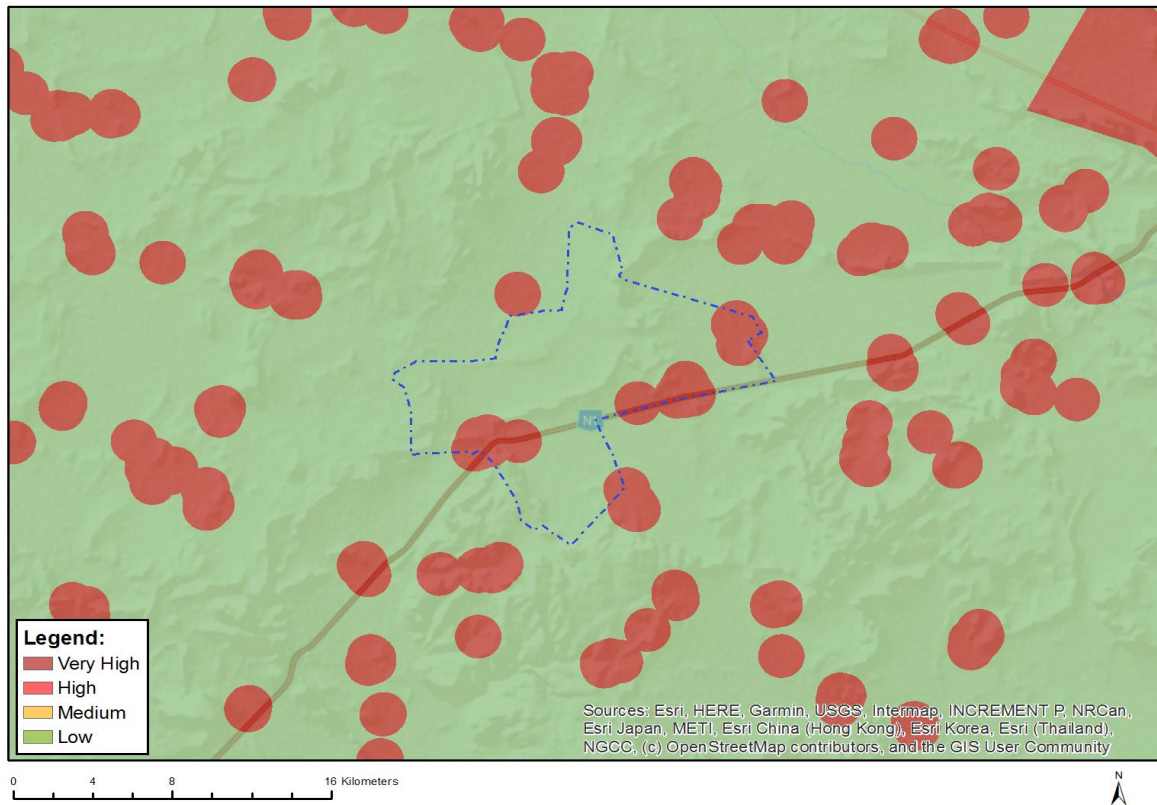 N1
Legend:
Very High
High
Medium
Low
Sources: Esri, HERE, Garmin, USGS, Intermap, INCREMENT P, NRCan,
Esri Japan, METI, Esri China (Hong Kong), Esri Korea, Esri (Thailand),
NGCC, (c) OpenStreetMap contributors, and the GIS User Community
0 4 8 16 Kilometers
N